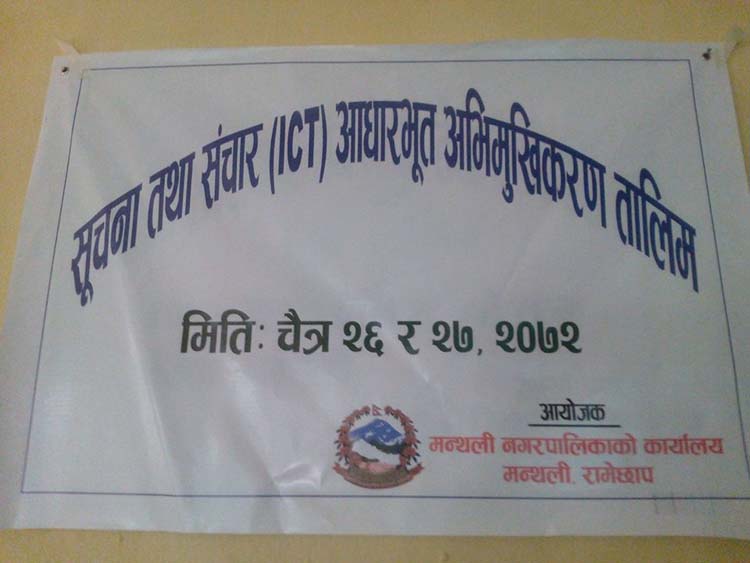 सूचना तथा संचार (ICT) आधारभूत अभिमुखिकरण तालिम
मिति: चैत्र २६ र २७, २०७२
आयोजक
मन्थली नगरपालिकाको कार्यालय
मन्थली, रामेछाप